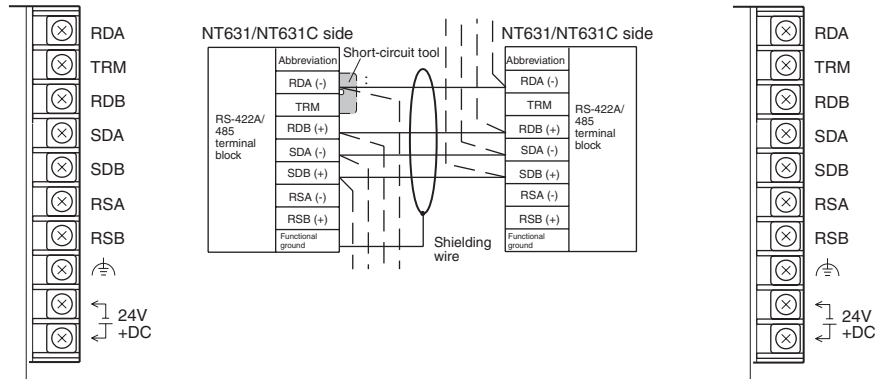 RDA
TRM
RDB
SDA
SDB
RSA
RSB
24V
+DC
NT631/NT631C side
RS-422A/
485
terminal
block
Abbreviation
RDA (-)
TRM
RDB (+)
SDA (-)
SDB (+)
RSA (-)
RSB (+)
Functional
ground
Short-circuit tool
:
Shielding
wire
NT631/NT631C side
Abbreviation
RDA (-)
TRM
RDB (+)
SDA (-)
SDB (+)
RSA (-)
RSB (+)
Functional
ground
RS-422A/
485
terminal
block
RDA
TRM
RDB
SDA
SDB
RSA
RSB
24V
+DC